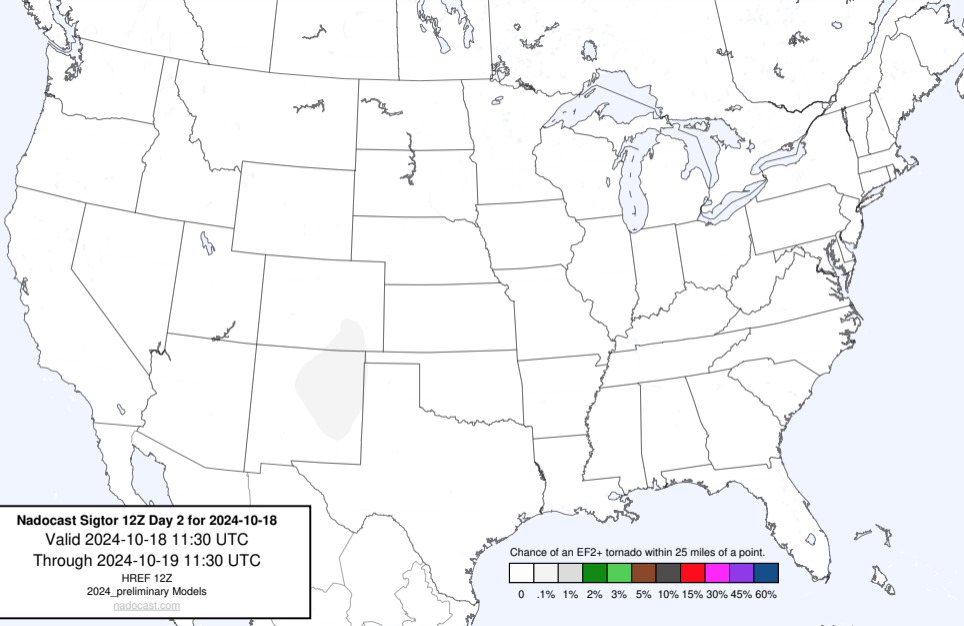 Nadocast Sigtor 12Z Day 2 for 2024-10-18
Valid 2024-10-18 11:30 UTC
Through 2024-10-19 11:30 UTC
HREF 12Z
2024_preliminary Models
nadocast.com
Chance of an EF2+ tornado within 25 miles of a point.
0 .1% 1% 2% 3% 5% 10% 15% 30% 45% 60%